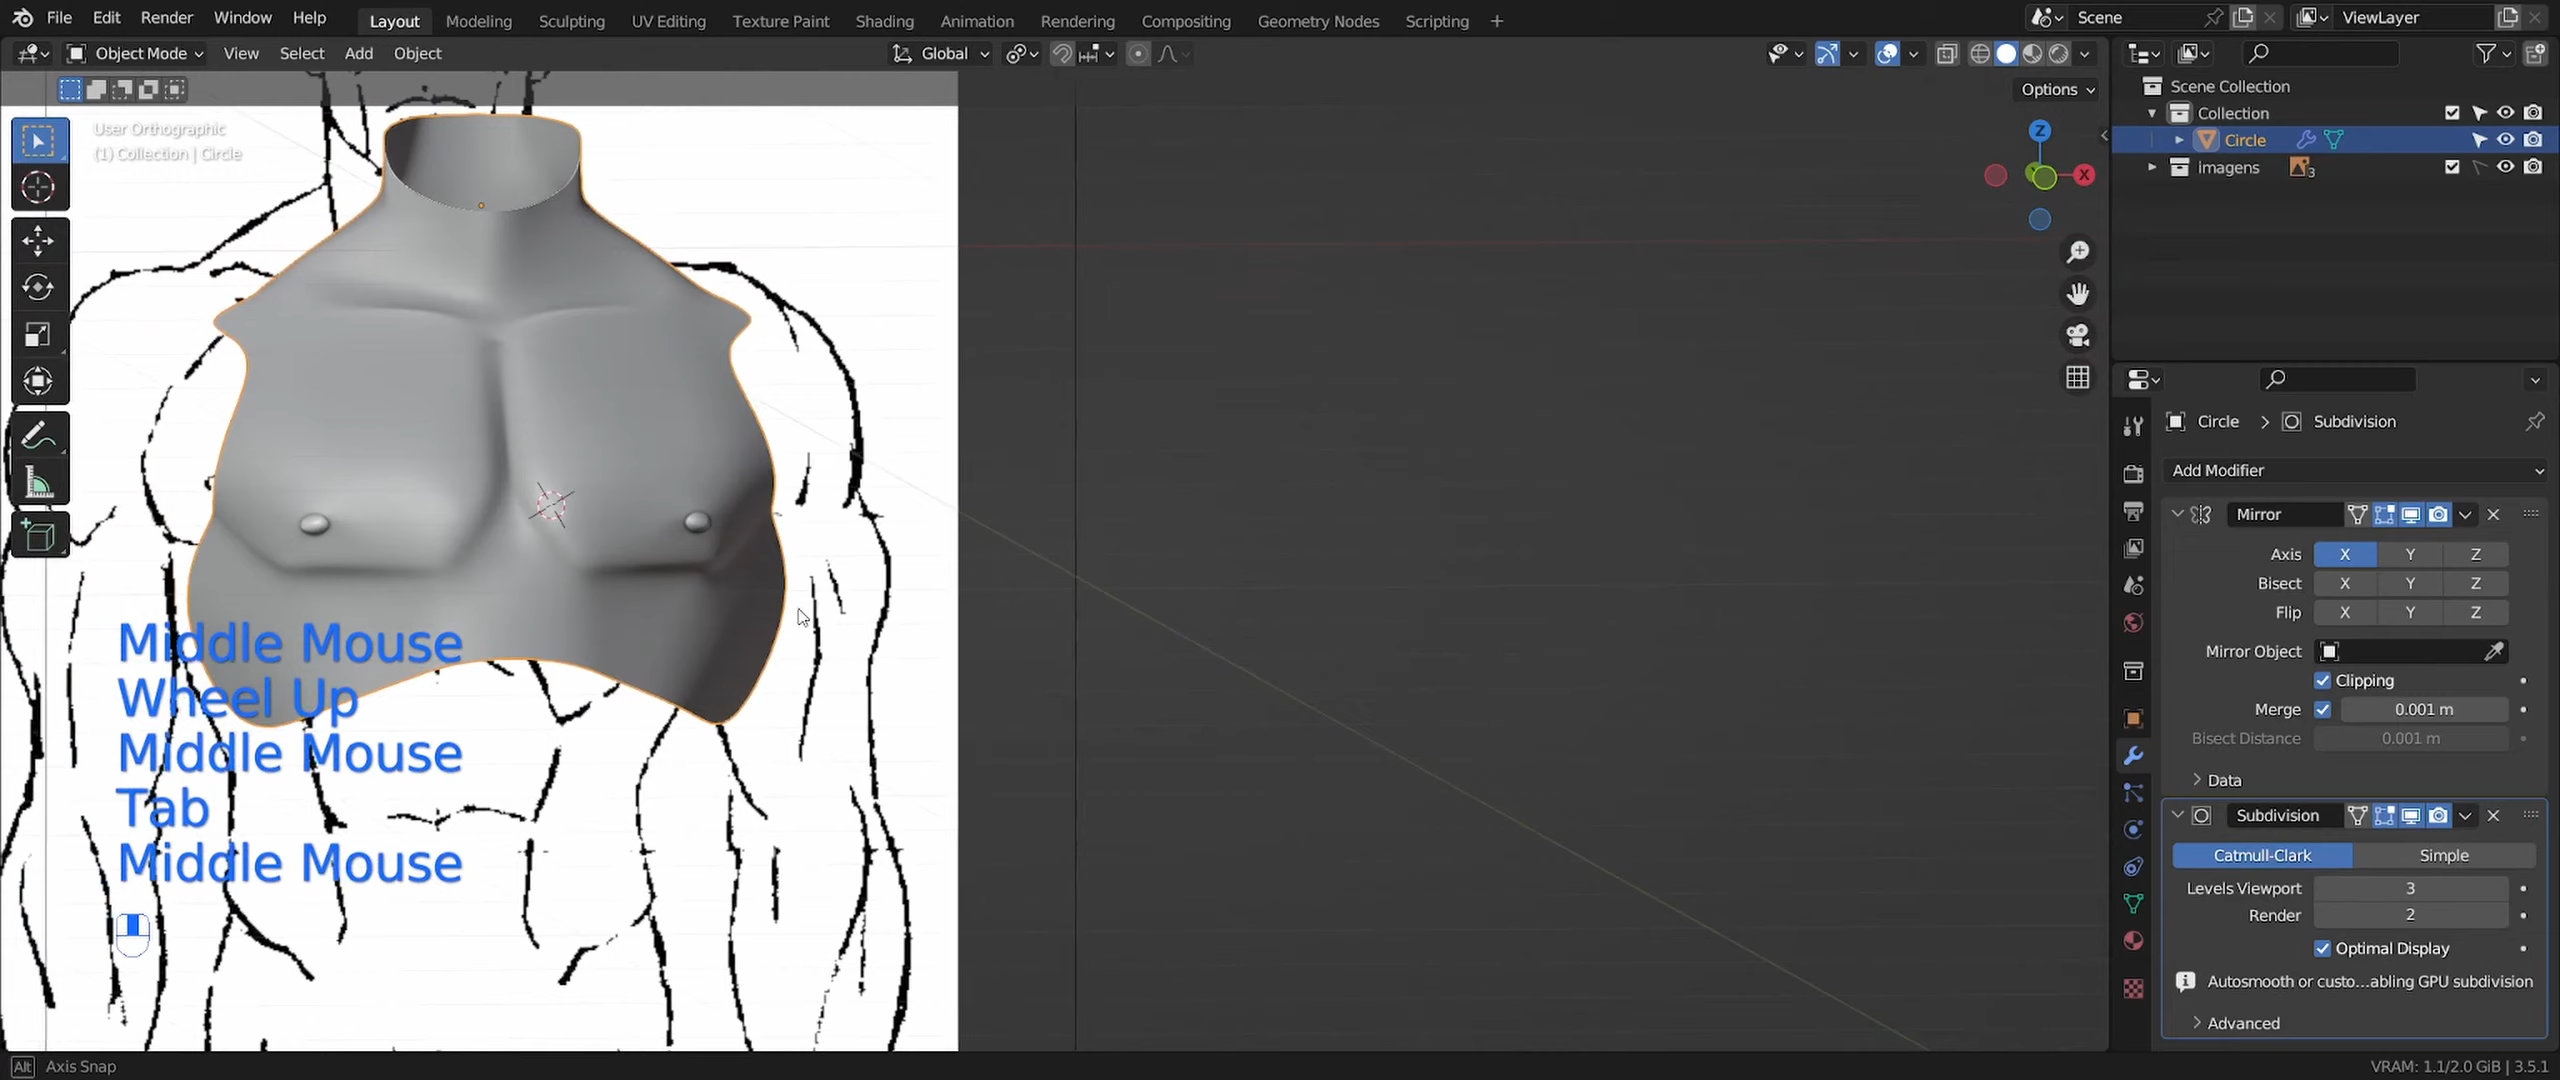 File Edit Render Window Help Layout Modeling Sculpting UV Editing Texture Paint Shading Animation Rendering Compositing Geometry Nodes Scripting + Scene ViewLayer
Object Mode View Select Add Object Global
Options
User Orthographic
(1) Collection | Circle
Z
X
Scene Collection
Collection
Circle
Imagens 3
Circle > Subdivision
Add Modifier
Mirror
Axis X Y Z
Bisect X Y Z
Flip X Y Z
Mirror Object
Clipping
Merge 0.001 m
Bisect Distance 0.001 m
Data
Subdivision
Catmull-Clark Simple
Levels Viewport 3
Render 2
Optimal Display
Autosmooth or custo...abling GPU subdivision
Advanced
Middle Mouse
Wheel Up
Middle Mouse
Tab
Middle Mouse
Alt Axis Snap
VRAM: 1.1/2.0 GiB | 3.5.1